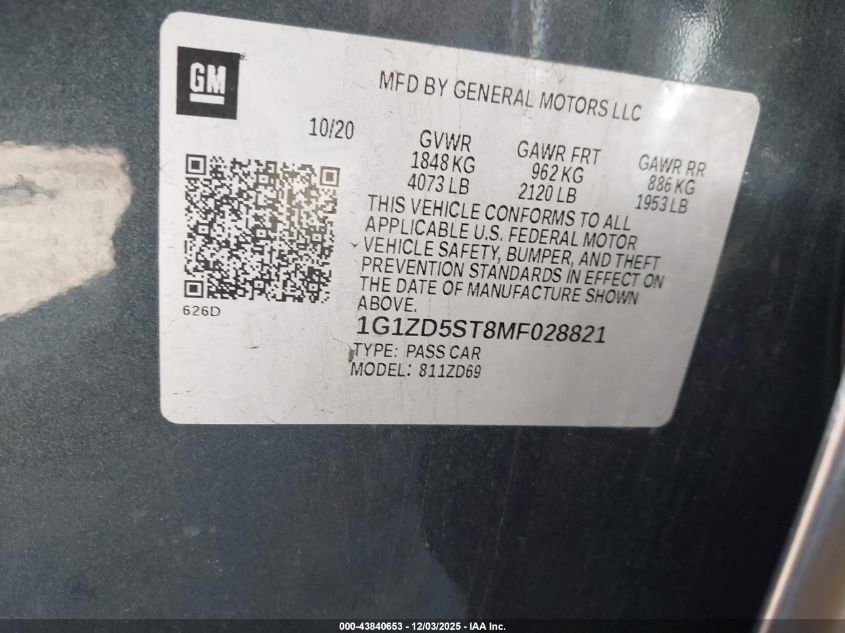 GM
MFD BY GENERAL MOTORS LLC
10/20
GVWR
1848 KG
4073 LB
GAWR FRT
962 KG
2120 LB
GAWR RR
886 KG
1953 LB
THIS VEHICLE CONFORMS TO ALL
APPLICABLE U.S. FEDERAL MOTOR
VEHICLE SAFETY, BUMPER, AND THEFT
PREVENTION STANDARDS IN EFFECT ON
THE DATE OF MANUFACTURE SHOWN
ABOVE.
626D
1G1ZD5ST8MF028821
TYPE: PASS CAR
MODEL: 811ZD69
000-43840653 - 12/03/2025 - IAA Inc.